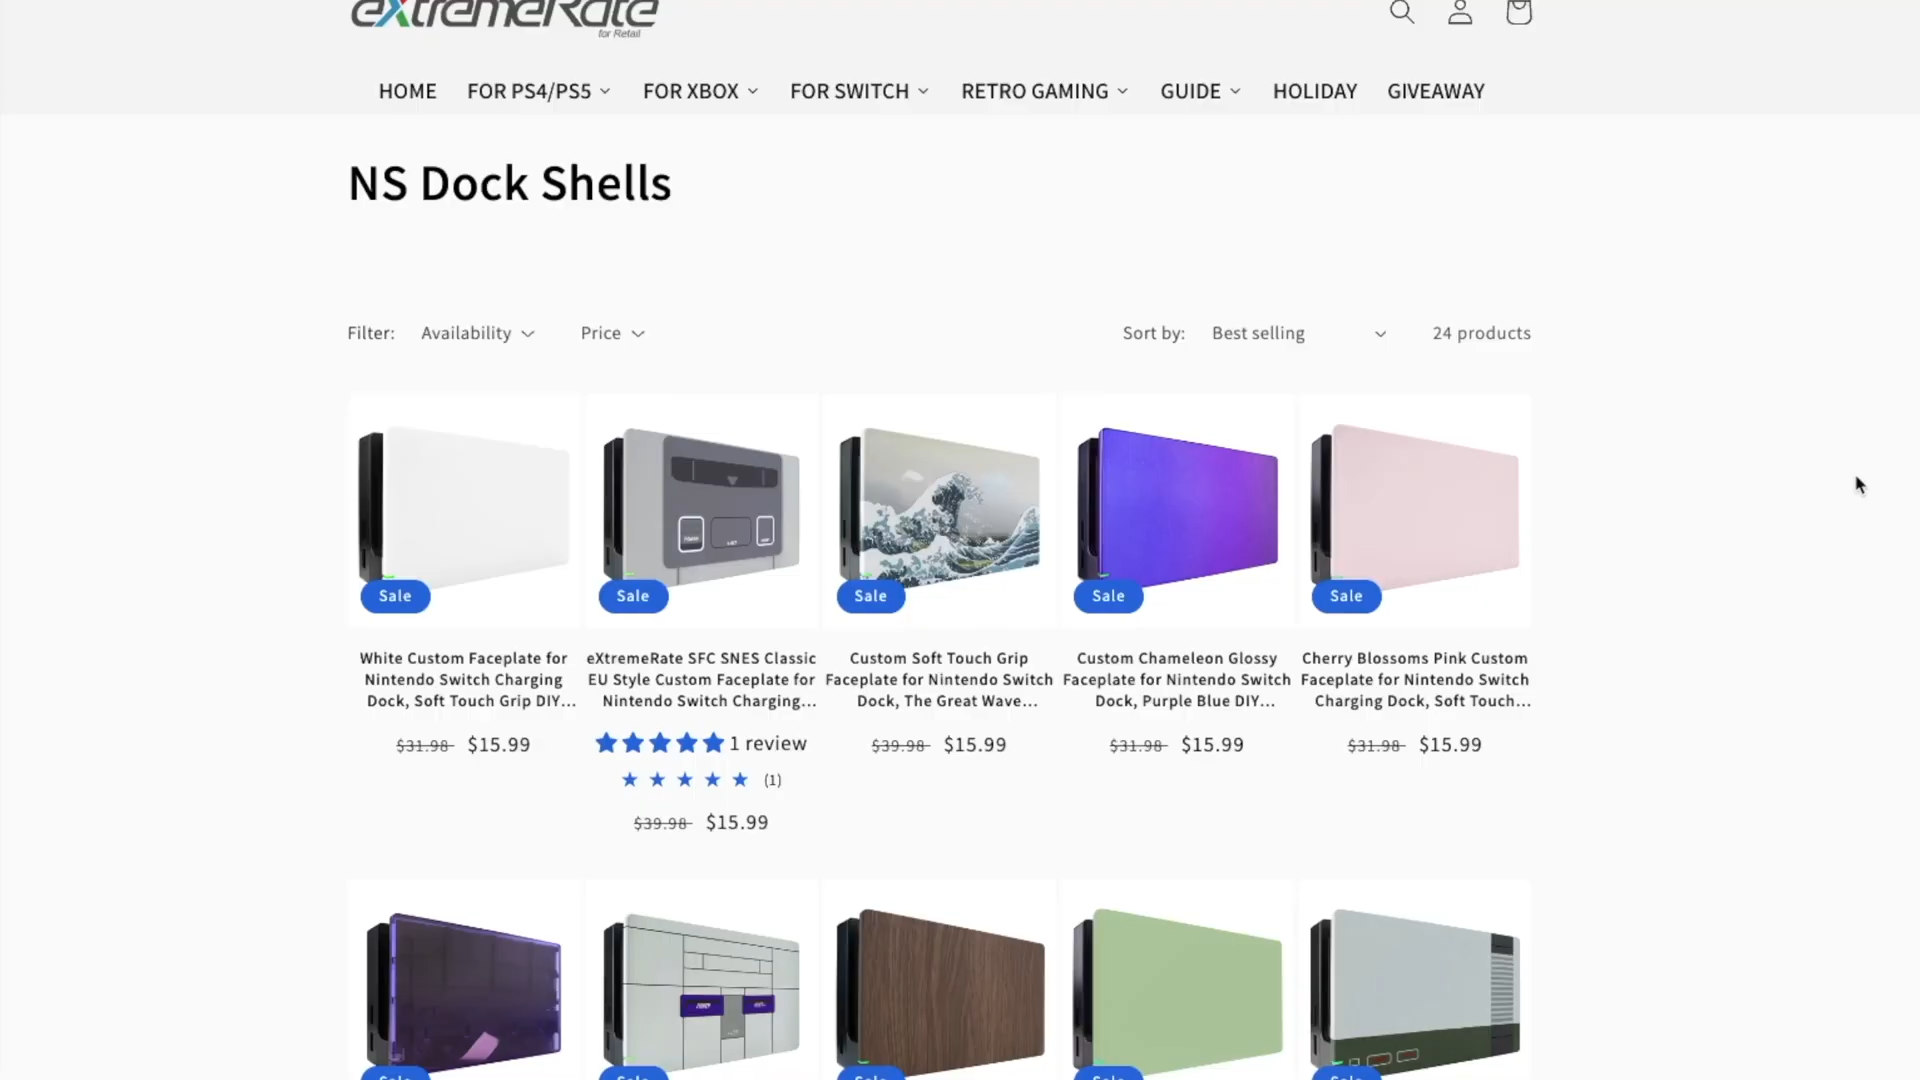 eXtremeRate
for Retail
HOME FOR PS4/PS5 FOR XBOX FOR SWITCH RETRO GAMING GUIDE HOLIDAY GIVEAWAY
NS Dock Shells
Filter: Availability Price Sort by: Best selling 24 products
Sale Sale Sale Sale Sale
White Custom Faceplate for
Nintendo Switch Charging
Dock, Soft Touch Grip DIY...
$31.98 $15.99
eXtremeRate SFC SNES Classic
EU Style Custom Faceplate for
Nintendo Switch Charging...
1 review
(1)
$39.98 $15.99
Custom Soft Touch Grip
Faceplate for Nintendo Switch
Dock, The Great Wave...
$39.98 $15.99
Custom Chameleon Glossy
Faceplate for Nintendo Switch
Dock, Purple Blue DIY...
$31.98 $15.99
Cherry Blossoms Pink Custom
Faceplate for Nintendo Switch
Charging Dock, Soft Touch...
$31.98 $15.99
Sale Sale Sale Sale Sale